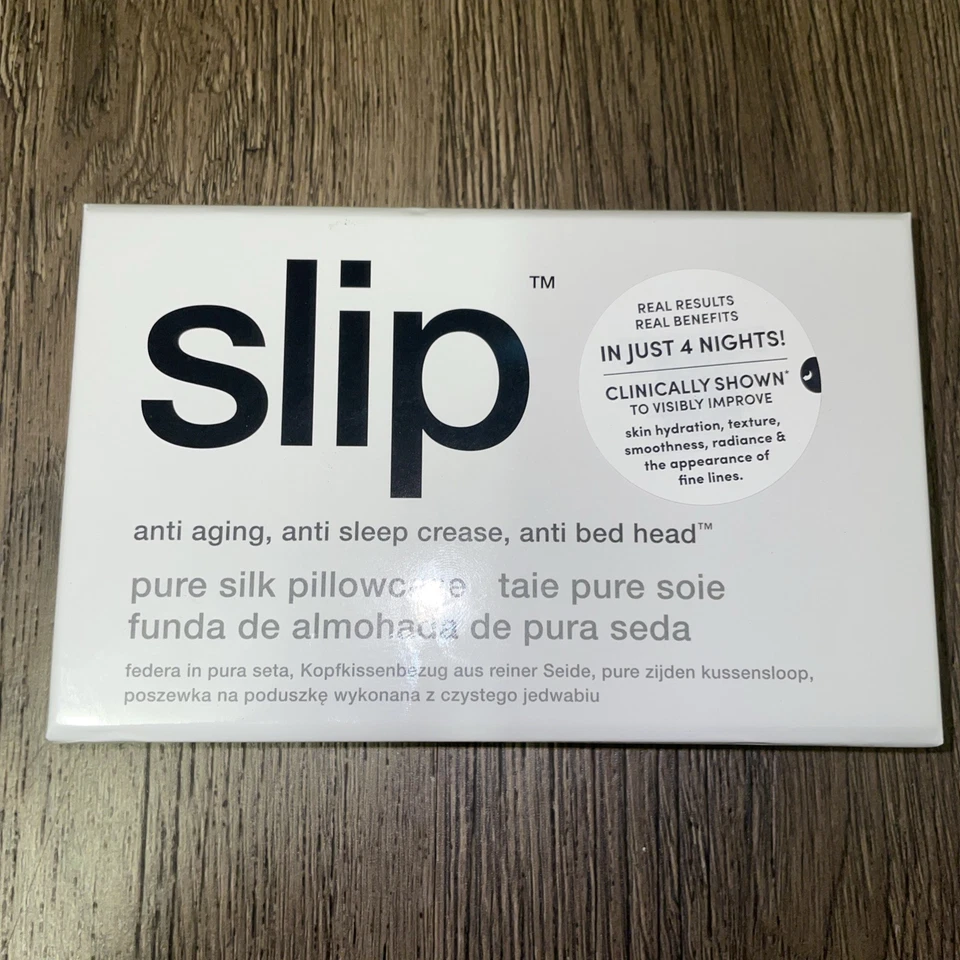 slip™
REAL RESULTS
REAL BENEFITS
IN JUST 4 NIGHTS!
CLINICALLY SHOWN*
TO VISIBLY IMPROVE
skin hydration, texture,
smoothness, radiance &
the appearance of
fine lines.
anti aging, anti sleep crease, anti bed head™
pure silk pillowcase taie pure soie
funda de almohada de pura seda
federa in pura seta, Kopfkissenbezug aus reiner Seide, pure zijden kussensloop,
poszewka na poduszkę wykonana z czystego jedwabiu